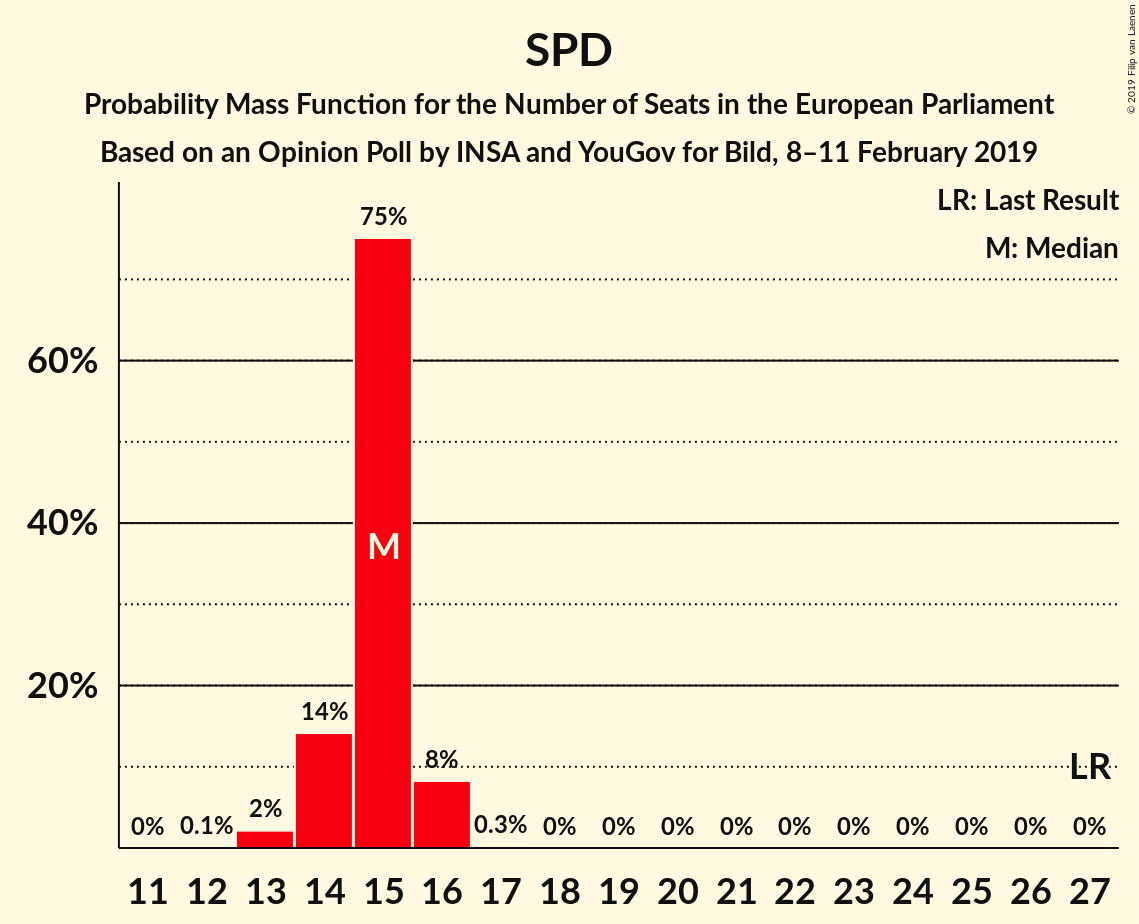 SPD
Probability Mass Function for the Number of Seats in the European Parliament
Based on an Opinion Poll by INSA and YouGov for Bild, 8–11 February 2019
© 2019 Filip van Laenen
LR: Last Result
M: Median
60%
40%
20%
0%
0.1%
2%
14%
75%
M
8%
0.3%
0%
0%
0%
0%
0%
0%
0%
0%
0%
0%
LR
11 12 13 14 15 16 17 18 19 20 21 22 23 24 25 26 27